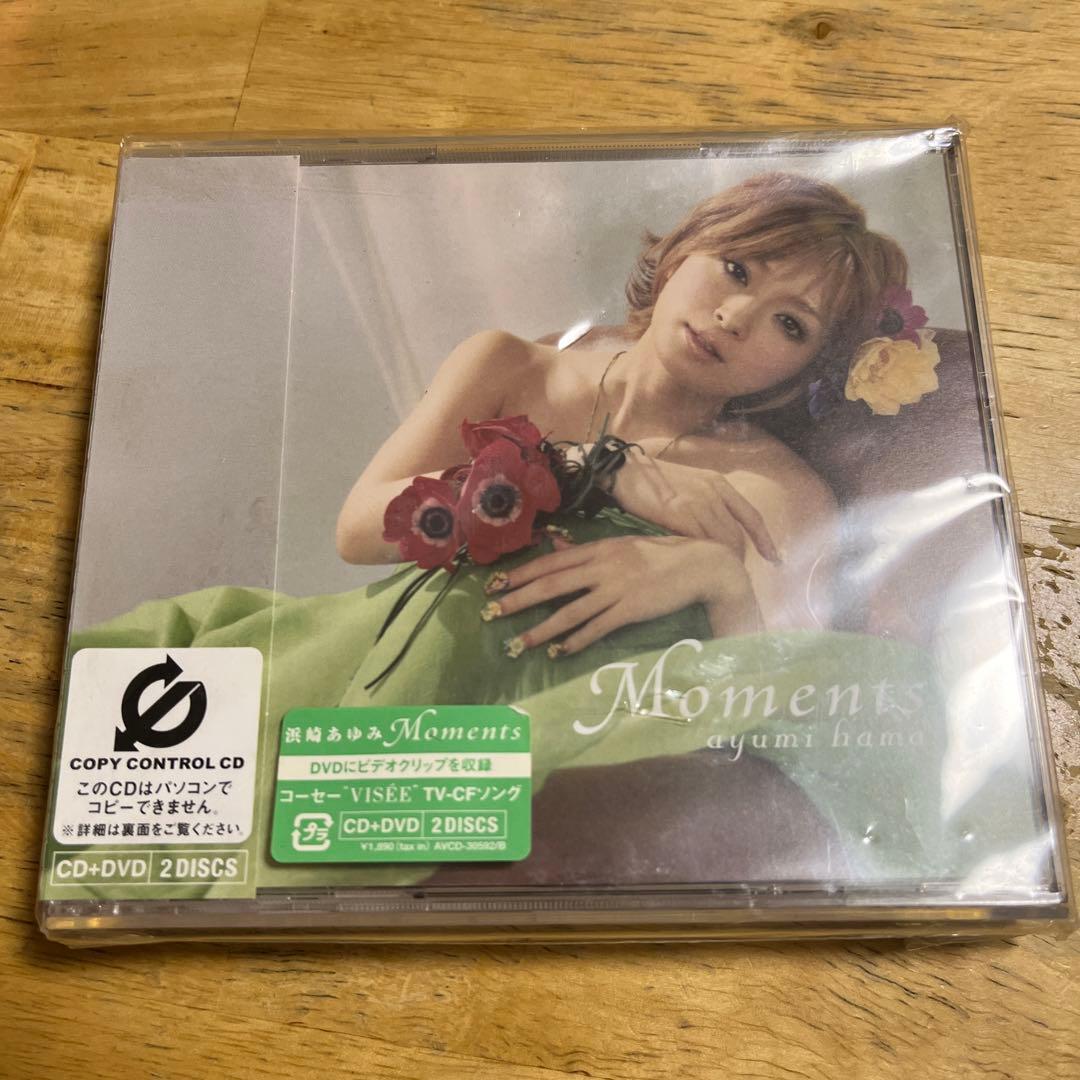 Moments
ayumi hama
COPY CONTROL CD
このCDはパソコンで
コピーできません。
※詳細は裏面をご覧ください。
CD+DVD 2DISCS
浜崎あゆみ Moments
DVDにビデオクリップを収録
コーセー"VISÉE"TV-CFソング
プラ CD+DVD 2DISCS
¥1,890(tax in) AVCD-30592/B